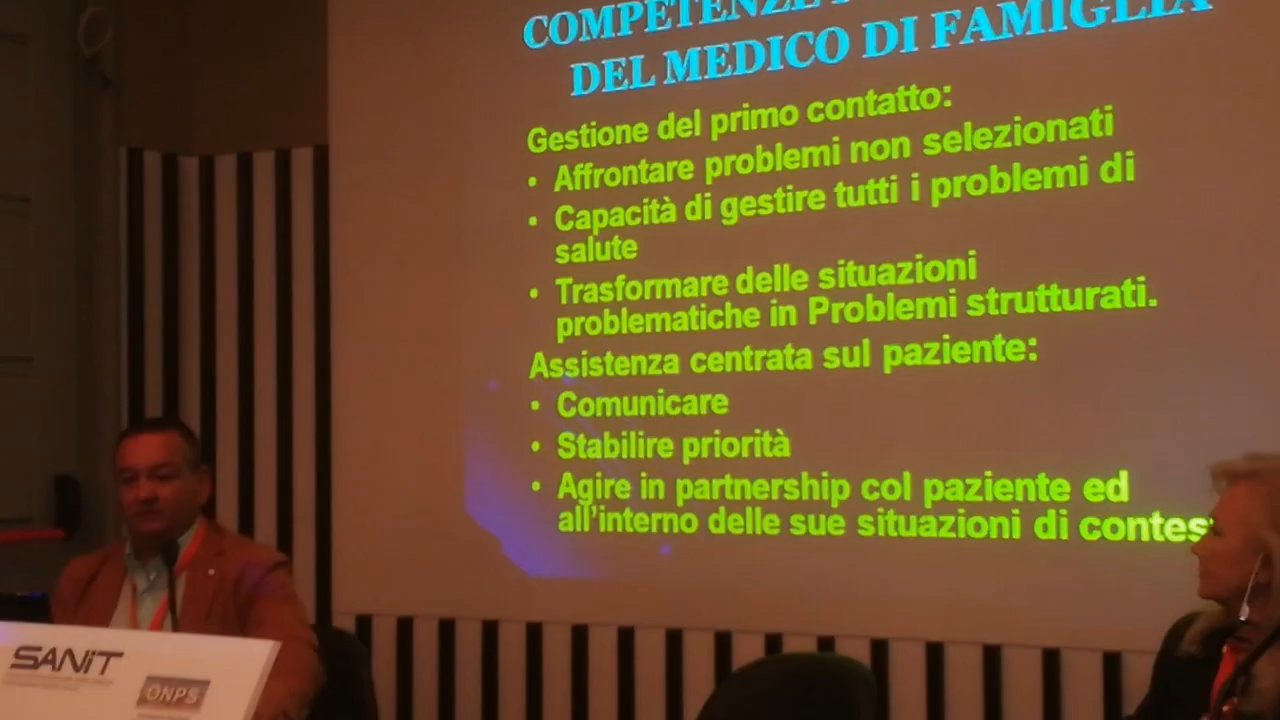 COMPETENZE
DEL MEDICO DI FAMIGLIA
Gestione del primo contatto:
• Affrontare problemi non selezionati
• Capacità di gestire tutti i problemi di
salute
• Trasformare delle situazioni
problematiche in Problemi strutturati.
Assistenza centrata sul paziente:
• Comunicare
• Stabilire priorità
• Agire in partnership col paziente ed
all'interno delle sue situazioni di contes
SANiT
ONPS